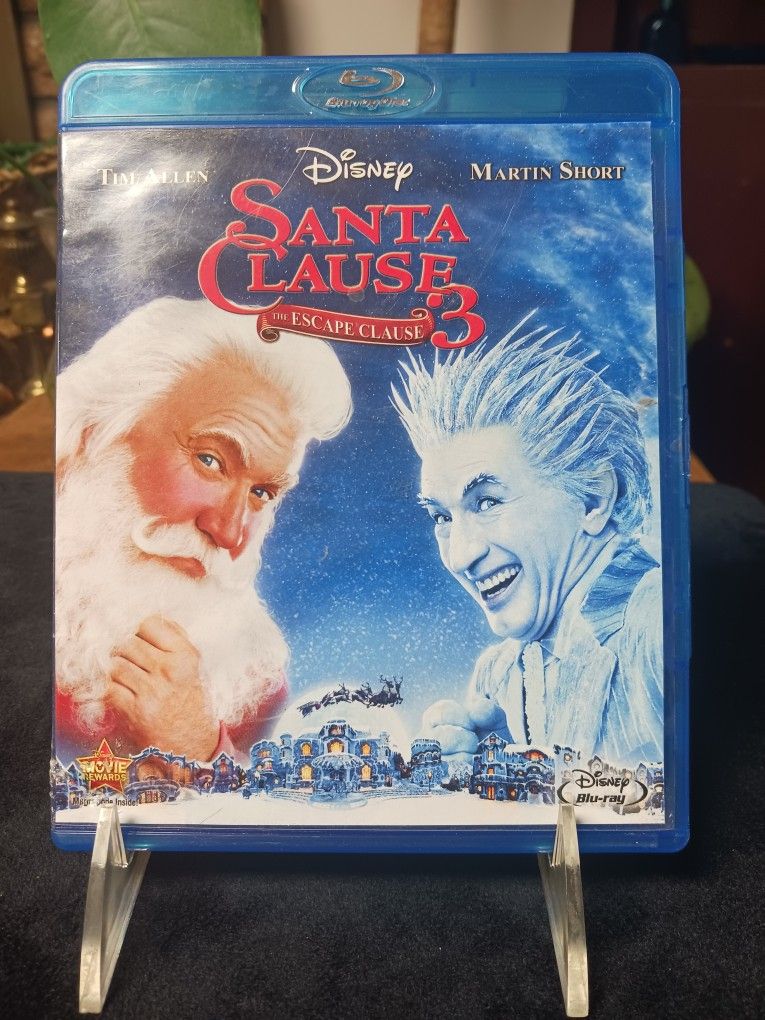 Blu-ray Disc
TIM ALLEN
DISNEY
MARTIN SHORT
SANTA
CLAUSE 3
THE ESCAPE CLAUSE
Disney
MOVIE
REWARDS
Disney
Blu-ray